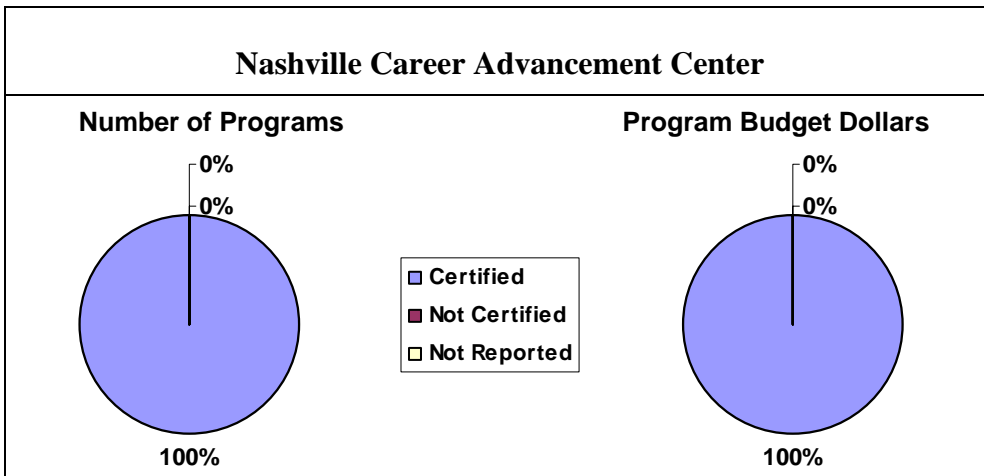 Nashville Career Advancement Center
Number of Programs
0%
0%
100%
Certified
Not Certified
Not Reported
Program Budget Dollars
0%
0%
100%